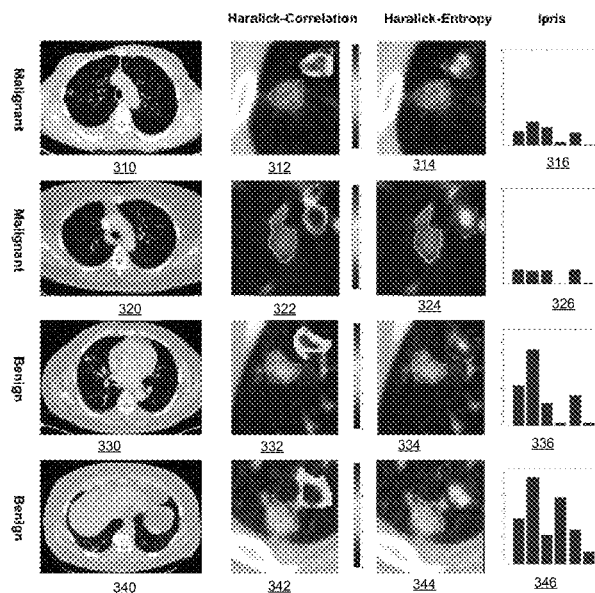 Haralick-Correlation Haralick-Entropy Ipris
Malignant
310 312 314 316
Malignant
320 322 324 326
Benign
330 332 334 336
Benign
340 342 344 346